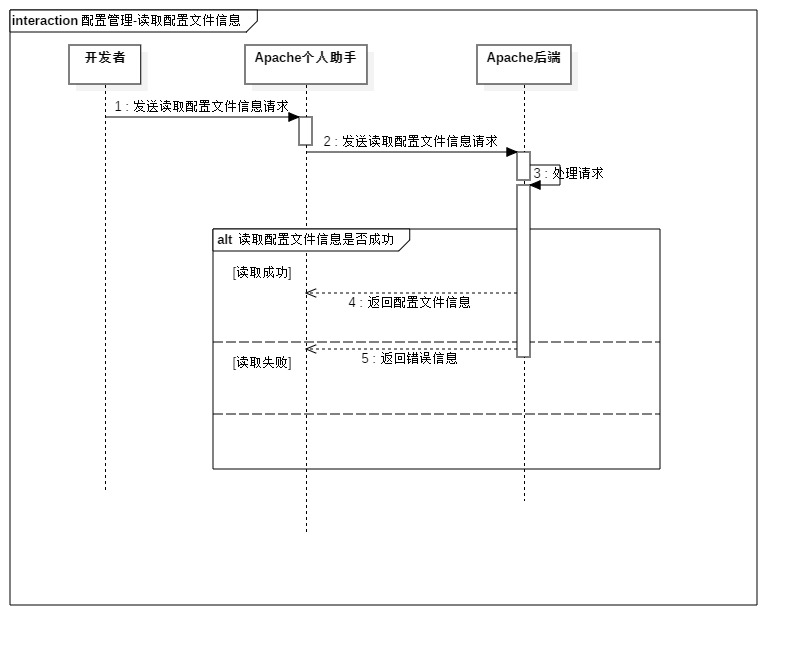 interaction 配置管理-读取配置文件信息
开发者
Apache个人助手
Apache后端
1 : 发送读取配置文件信息请求
2 : 发送读取配置文件信息请求
3 : 处理请求
alt 读取配置文件信息是否成功
[读取成功]
4 : 返回配置文件信息
5 : 返回错误信息
[读取失败]